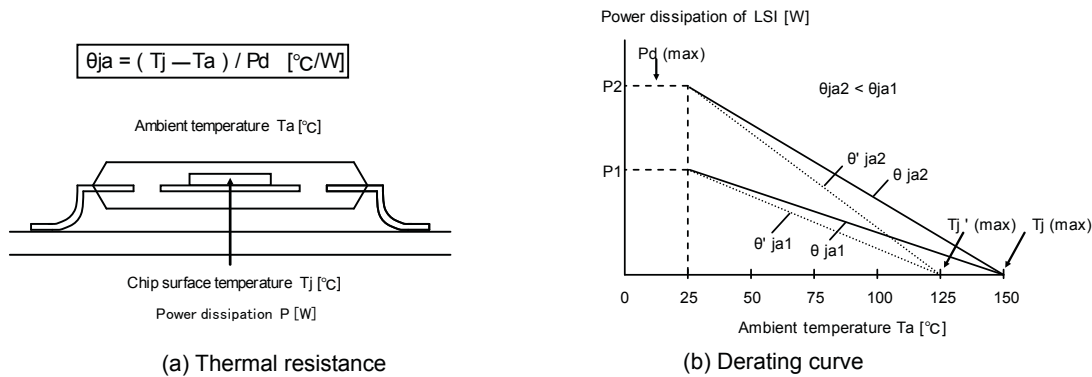 θja = ( Tj — Ta ) / Pd [℃/W]
Ambient temperature Ta [℃]
Chip surface temperature Tj [℃]
Power dissipation P [W]
(a) Thermal resistance
Power dissipation of LSI [W]
Pd (max)
P2
θja2 < θja1
P1
θ' ja2
θ ja2
θ' ja1
θ ja1
Tj ' (max)
Tj (max)
0 25 50 75 100 125 150
Ambient temperature Ta [℃]
(b) Derating curve